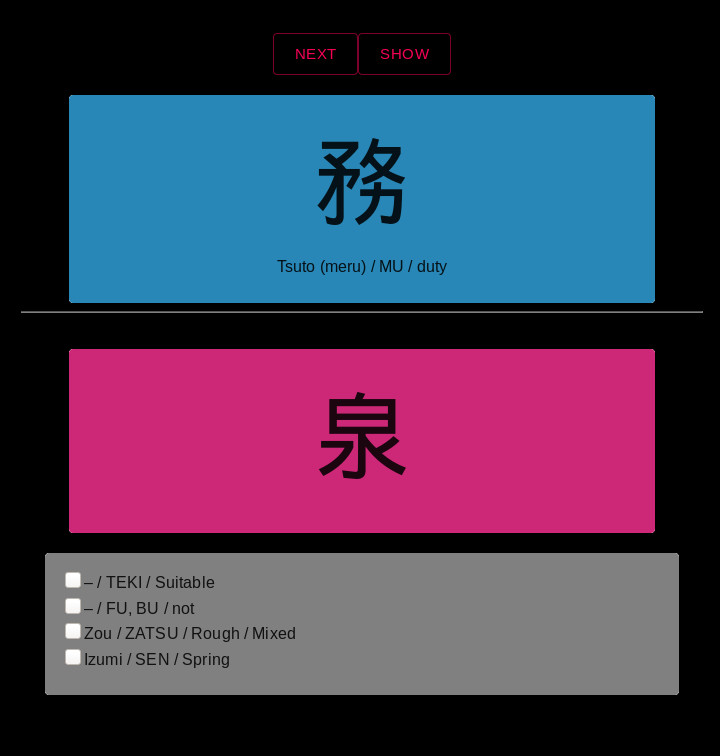 NEXT SHOW
務
Tsuto (meru) / MU / duty
泉
– / TEKI / Suitable
– / FU, BU / not
Zou / ZATSU / Rough / Mixed
Izumi / SEN / Spring